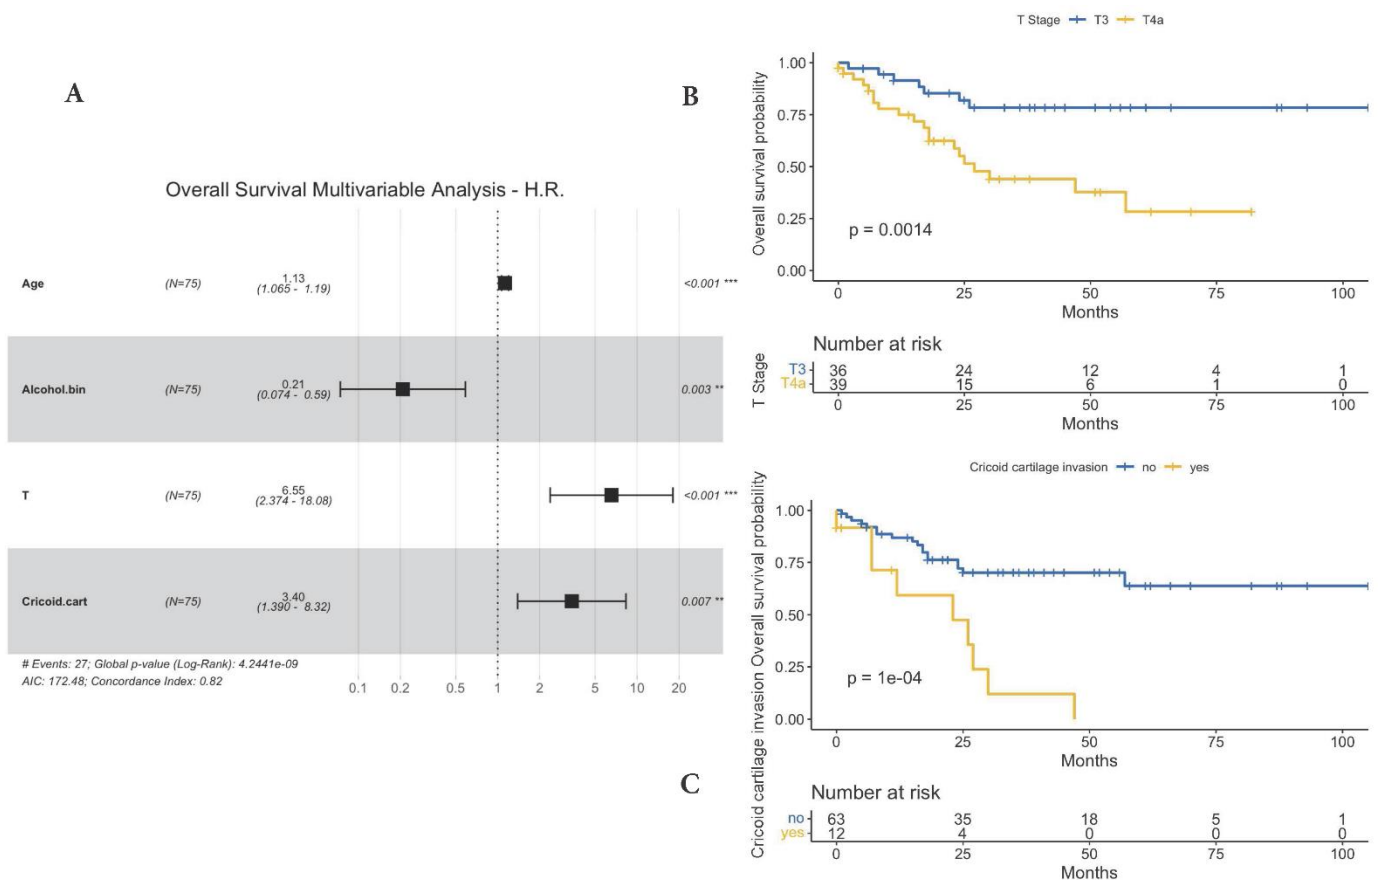 A
Overall Survival Multivariable Analysis - H.R.
Age (N=75) 1.13 <0.001 ***
(1.065 - 1.19)
Alcohol.bin (N=75) 0.21 0.003 **
(0.074 - 0.59)
T (N=75) 6.55 <0.001 ***
(2.374 - 18.08)
Cricoid.cart (N=75) 3.40 0.007 **
(1.390 - 8.32)
# Events: 27; Global p-value (Log-Rank): 4.2441e-09
AIC: 172.48; Concordance Index: 0.82
0.1 0.2 0.5 1 2 5 10 20
B
T Stage T3 T4a
Overall survival probability
1.00
0.75
0.50
0.25
0.00
p = 0.0014
0 25 50 75 100
Months
Number at risk
T Stage
T3 36 24 12 4 1
T4a 39 15 6 1 0
0 25 50 75 100
Months
C
Cricoid cartilage invasion no yes
Cricoid cartilage invasion Overall survival probability
1.00
0.75
0.50
0.25
0.00
p = 1e-04
0 25 50 75 100
Months
Number at risk
no 63 35 18 5 1
yes 12 4 0 0 0
0 25 50 75 100
Months